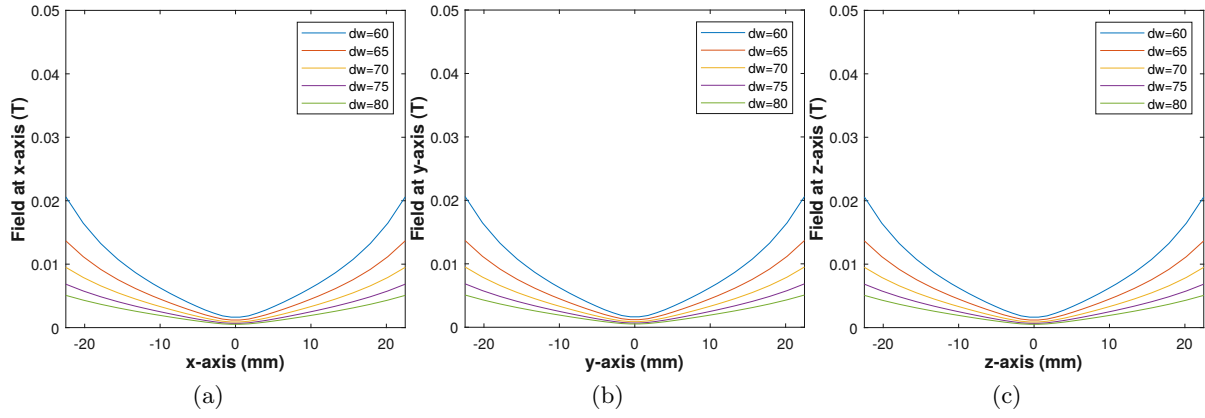 0.05
0.04
0.03
0.02
0.01
0
Field at x-axis (T)
-20
-10
0
10
20
x-axis (mm)
dw=60
dw=65
dw=70
dw=75
dw=80
(a)
0.05
0.04
0.03
0.02
0.01
0
Field at y-axis (T)
-20
-10
0
10
20
y-axis (mm)
dw=60
dw=65
dw=70
dw=75
dw=80
(b)
0.05
0.04
0.03
0.02
0.01
0
Field at z-axis (T)
-20
-10
0
10
20
z-axis (mm)
dw=60
dw=65
dw=70
dw=75
dw=80
(c)